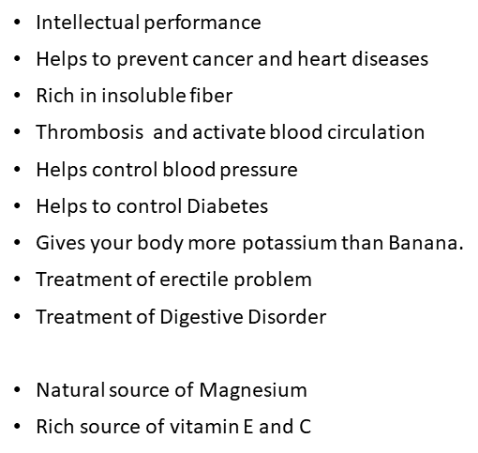 • Intellectual performance
• Helps to prevent cancer and heart diseases
• Rich in insoluble fiber
• Thrombosis and activate blood circulation
• Helps control blood pressure
• Helps to control Diabetes
• Gives your body more potassium than Banana.
• Treatment of erectile problem
• Treatment of Digestive Disorder
• Natural source of Magnesium
• Rich source of vitamin E and C